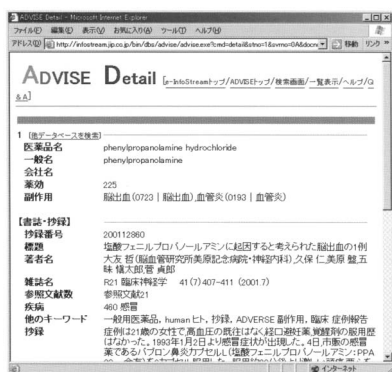 ADVISE Detail - Microsoft Internet Explorer
ファイル(F) 編集(E) 表示(V) お気に入り(A) ツール(T) ヘルプ(H)
アドレス(D) http://infostream.jip.co.jp/bin/dbs/advise/advise.exe?cmd=detail&stno=1&svrno=0A&docnr 移動 リンク »
ADVISE Detail [e-InfoStreamトップ/ADVISEトップ/検索画面/一覧表示/ヘルプ/Q
&A]
1 [他データベースを検索]
医薬品名 phenylpropanolamine hydrochloride
一般名 phenylpropanolamine
会社名
薬効 225
副作用 脳出血(0723｜脳出血),血管炎(0193｜血管炎)
【書誌・抄録】
抄録番号 200112860
標題 塩酸フェニルプロパノールアミンに起因すると考えられた脳出血の1例
著者名 大友 哲(脳血管研究所美原記念病院・神経内科),久保 仁,美原 盤,五
味 愼太郎,菅 貞郎
雑誌名 R21 臨床神経学 41(7)407-411 (2001.7)
参照文献数 参照文献21
疾病 460 感冒
他のキーワード 一般用医薬品, humanヒト, 抄録, ADVERSE 副作用, 臨床 症例報告
抄録 症例は21歳の女性で,高血圧の既往はなく経口避妊薬,覚醒剤の服用歴
はなかった。1993年1月2日より感冒症状が出現した。4日,市販の感冒
薬であるパブロン鼻炎カプセルL(塩酸フェニルプロパノールアミン:PPA
インターネット